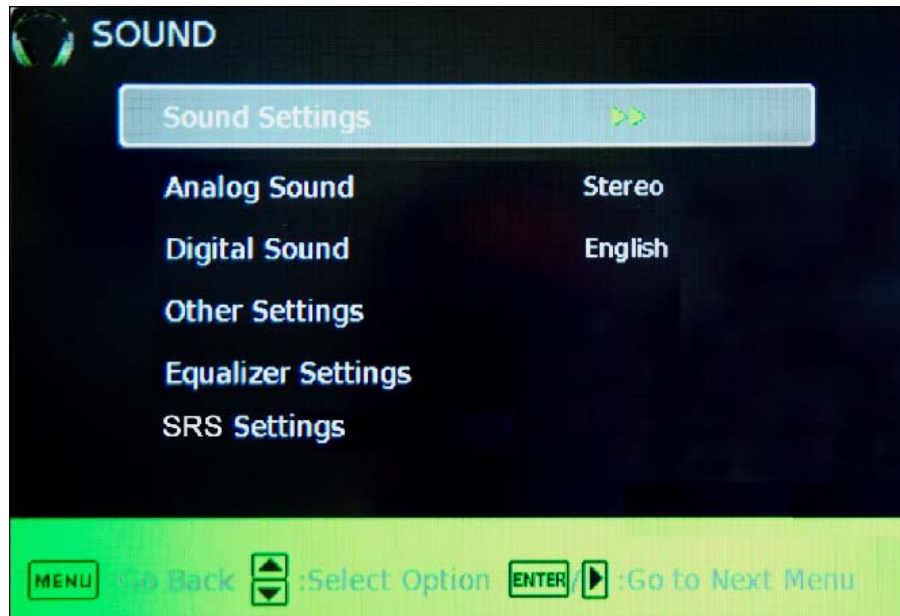 SOUND
Sound Settings
Analog Sound Stereo
Digital Sound English
Other Settings
Equalizer Settings
SRS Settings
MENU Go Back :Select Option ENTER / :Go to Next Menu